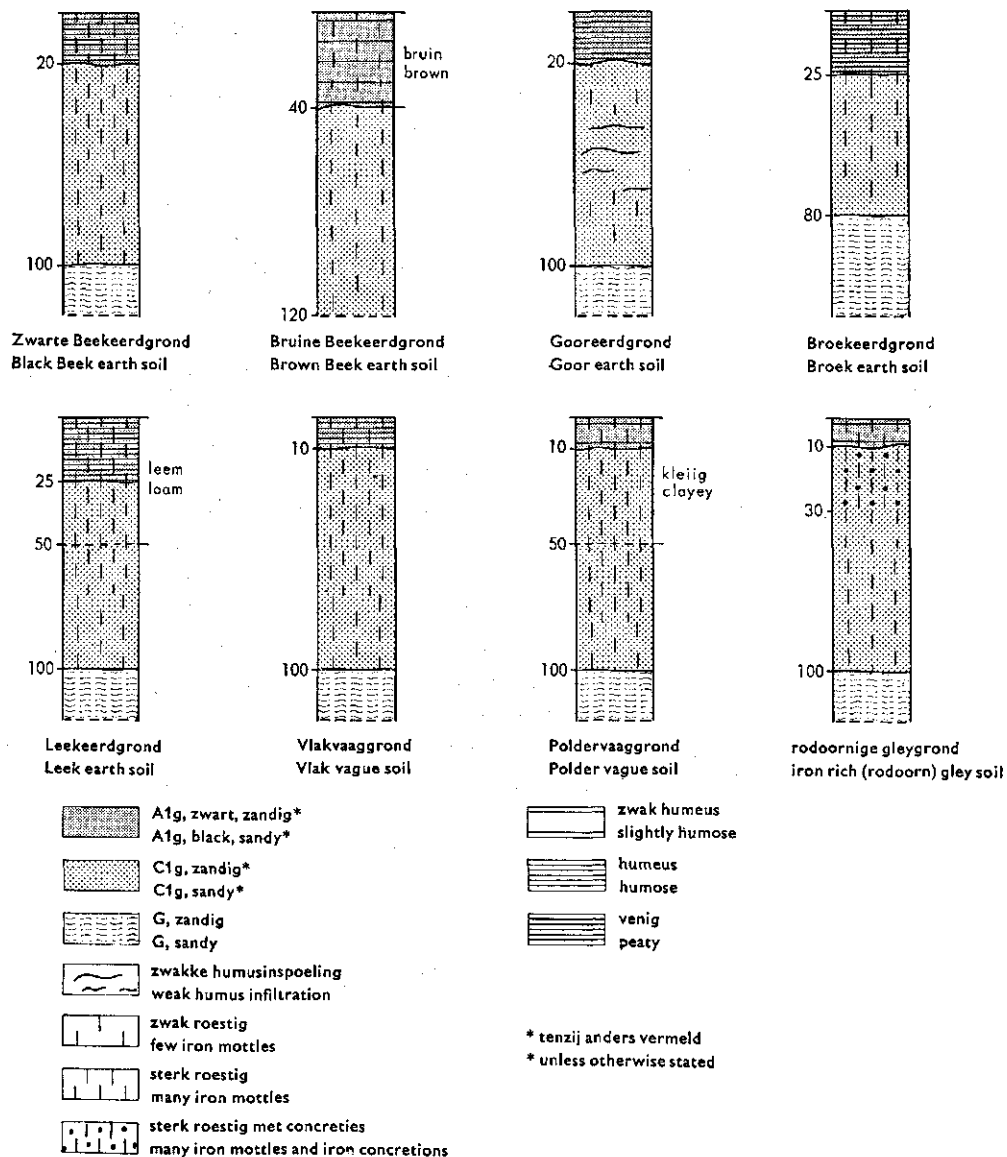 20
100
Zwarte Beekeerdgrond
Black Beek earth soil
bruin
brown
40
120
Bruine Beekeerdgrond
Brown Beek earth soil
20
100
Gooreerdgrond
Goor earth soil
25
80
Broekeerdgrond
Broek earth soil
leem
loam
25
50
100
Leekeerdgrond
Leek earth soil
10
100
Vlakvaaggrond
Vlak vague soil
10
kleiig
clayey
50
100
Poldervaaggrond
Polder vague soil
10
30
100
rodoornige gleygrond
iron rich (rodoorn) gley soil
A1g, zwart, zandig*
A1g, black, sandy*
C1g, zandig*
C1g, sandy*
G, zandig
G, sandy
zwakke humusinspoeling
weak humus infiltration
zwak roestig
few iron mottles
sterk roestig
many iron mottles
sterk roestig met concreties
many iron mottles and iron concretions
zwak humeus
slightly humose
humeus
humose
venig
peaty
* tenzij anders vermeld
* unless otherwise stated